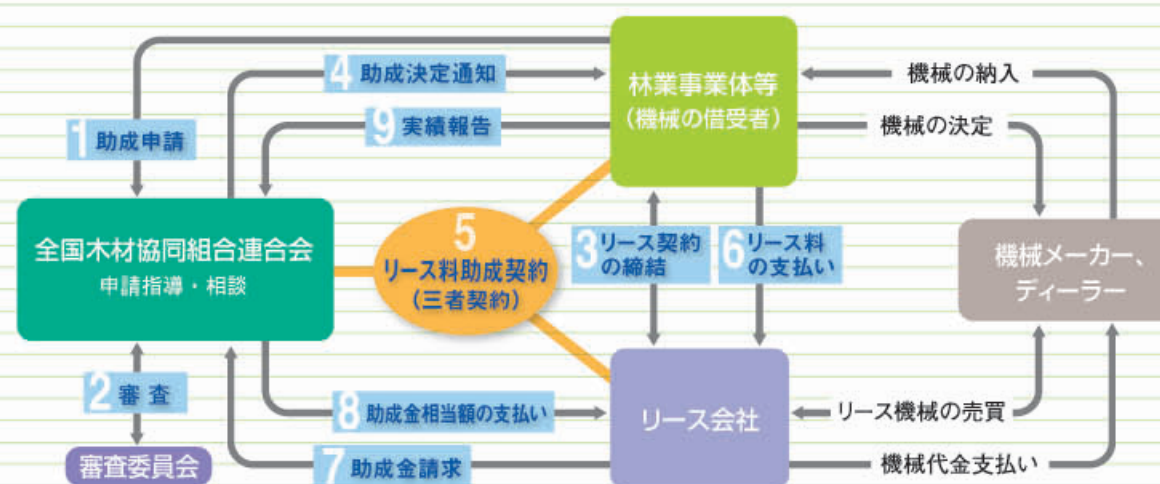 4 助成決定通知
林業事業体等
(機械の借受者)
機械の納入
1 助成申請
9 実績報告
機械の決定
全国木材協同組合連合会
申請指導・相談
5
リース料助成契約
(三者契約)
3 リース契約
の締結
6 リース料
の支払い
機械メーカー、
ディーラー
2 審査
8 助成金相当額の支払い
リース会社
リース機械の売買
審査委員会
7 助成金請求
機械代金支払い